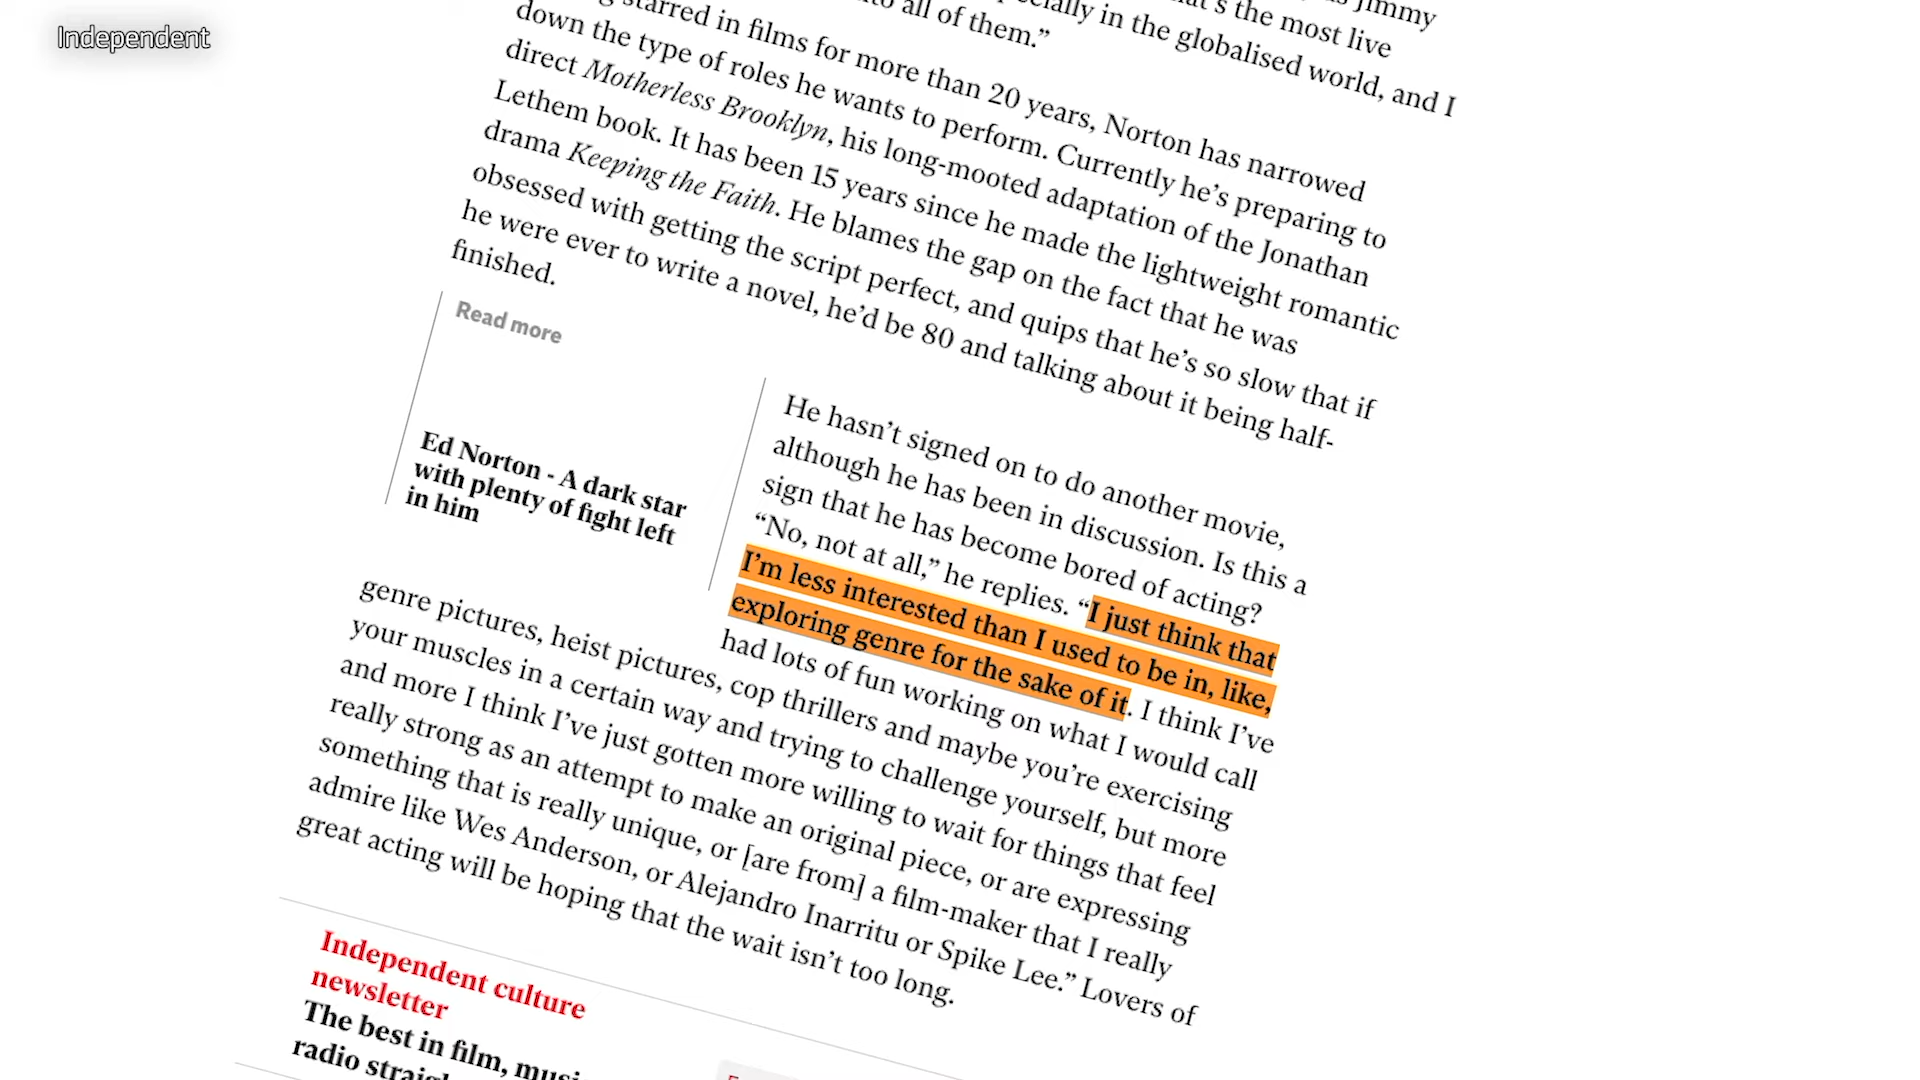 Independent
Jimmy
that's the most live
especially in the globalised world, and I
all of them.”
starred in films for more than 20 years, Norton has narrowed
down the type of roles he wants to perform. Currently he’s preparing to
direct Motherless Brooklyn, his long-mooted adaptation of the Jonathan
Lethem book. It has been 15 years since he made the lightweight romantic
drama Keeping the Faith. He blames the gap on the fact that he was
obsessed with getting the script perfect, and quips that he’s so slow that if
he were ever to write a novel, he’d be 80 and talking about it being half-
finished.
Read more
Ed Norton - A dark star
with plenty of fight left
in him
He hasn’t signed on to do another movie,
although he has been in discussion. Is this a
sign that he has become bored of acting?
“No, not at all,” he replies. “I just think that
I’m less interested than I used to be in, like,
exploring genre for the sake of it. I think I’ve
had lots of fun working on what I would call
genre pictures, heist pictures, cop thrillers and maybe you’re exercising
your muscles in a certain way and trying to challenge yourself, but more
and more I think I’ve just gotten more willing to wait for things that feel
really strong as an attempt to make an original piece, or are expressing
something that is really unique, or [are from] a film-maker that I really
admire like Wes Anderson, or Alejandro Inarritu or Spike Lee.” Lovers of
great acting will be hoping that the wait isn’t too long.
Independent culture
newsletter
The best in film,
radio